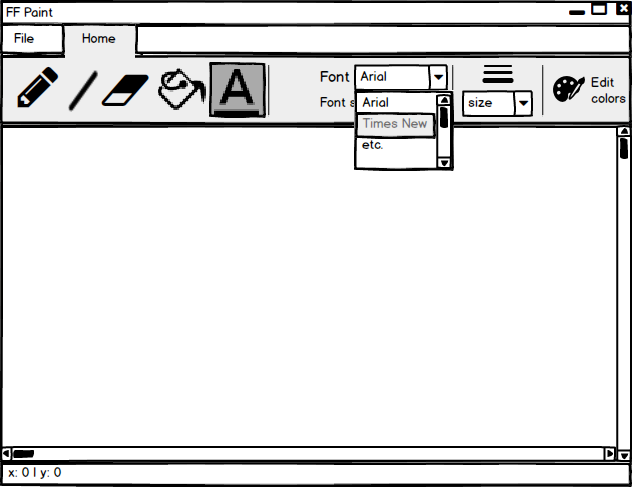 FF Paint
File
Home
A
Font
Arial
Font s
Arial
Times New
etc.
size
Edit
colors
x: 0 | y: 0